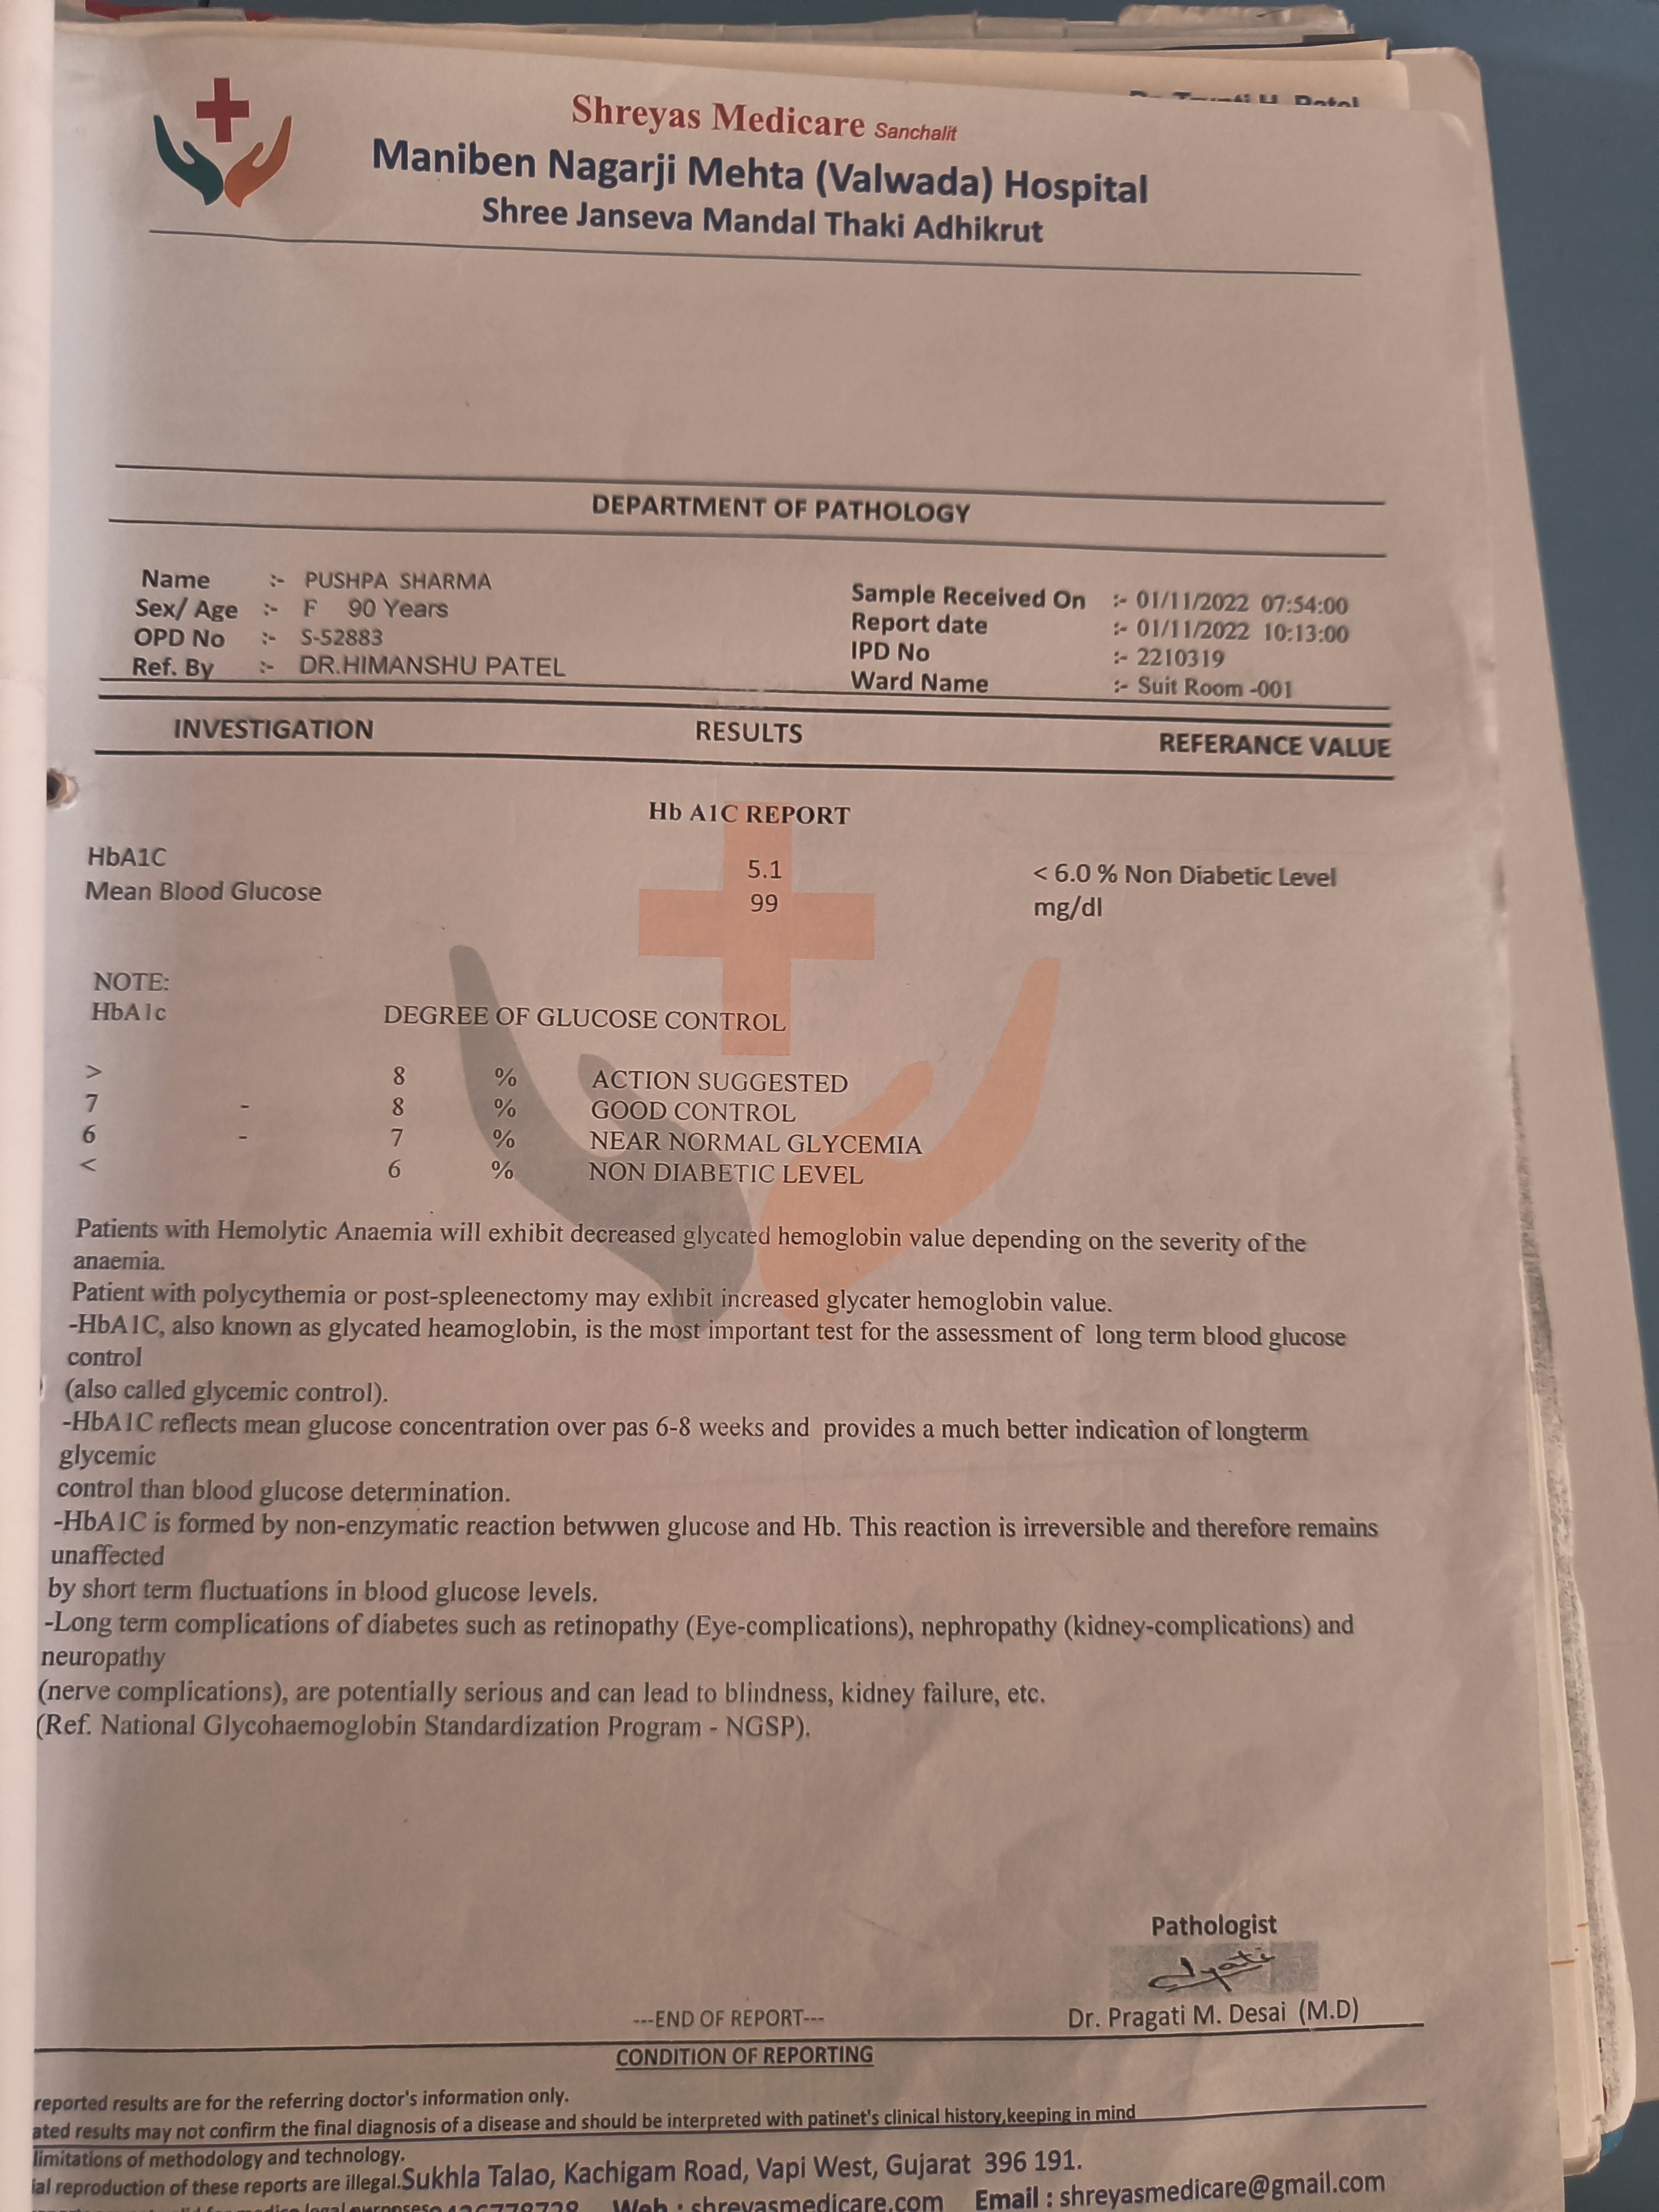 Shreyas Medicare Sanchalit
Maniben Nagarji Mehta (Valwada) Hospital
Shree Janseva Mandal Thaki Adhikrut
DEPARTMENT OF PATHOLOGY
Name :- PUSHPA SHARMA
Sex/ Age :- F 90 Years
OPD No :- S-52883
Ref. By :- DR.HIMANSHU PATEL
Sample Received On :- 01/11/2022 07:54:00
Report date :- 01/11/2022 10:13:00
IPD No :- 2210319
Ward Name :- Suit Room -001
INVESTIGATION RESULTS REFERANCE VALUE
Hb A1C REPORT
HbA1C 5.1 < 6.0 % Non Diabetic Level
Mean Blood Glucose 99 mg/dl
NOTE:
HbA1c DEGREE OF GLUCOSE CONTROL
> 8 % ACTION SUGGESTED
7 - 8 % GOOD CONTROL
6 - 7 % NEAR NORMAL GLYCEMIA
< 6 % NON DIABETIC LEVEL
Patients with Hemolytic Anaemia will exhibit decreased glycated hemoglobin value depending on the severity of the
anaemia.
Patient with polycythemia or post-spleenectomy may exhbit increased glycater hemoglobin value.
-HbA1C, also known as glycated heamoglobin, is the most important test for the assessment of long term blood glucose
control
(also called glycemic control).
-HbA1C reflects mean glucose concentration over pas 6-8 weeks and provides a much better indication of longterm
glycemic
control than blood glucose determination.
-HbA1C is formed by non-enzymatic reaction betwwen glucose and Hb. This reaction is irreversible and therefore remains
unaffected
by short term fluctuations in blood glucose levels.
-Long term complications of diabetes such as retinopathy (Eye-complications), nephropathy (kidney-complications) and
neuropathy
(nerve complications), are potentially serious and can lead to blindness, kidney failure, etc.
(Ref. National Glycohaemoglobin Standardization Program - NGSP).
Pathologist
---END OF REPORT---
Dr. Pragati M. Desai (M.D)
CONDITION OF REPORTING
reported results are for the referring doctor's information only.
ated results may not confirm the final diagnosis of a disease and should be interpreted with patinet's clinical history,keeping in mind
limitations of methodology and technology.
ial reproduction of these reports are illegal.
Sukhla Talao, Kachigam Road, Vapi West, Gujarat 396 191.
Web : shreyasmedicare.com Email : shreyasmedicare@gmail.com